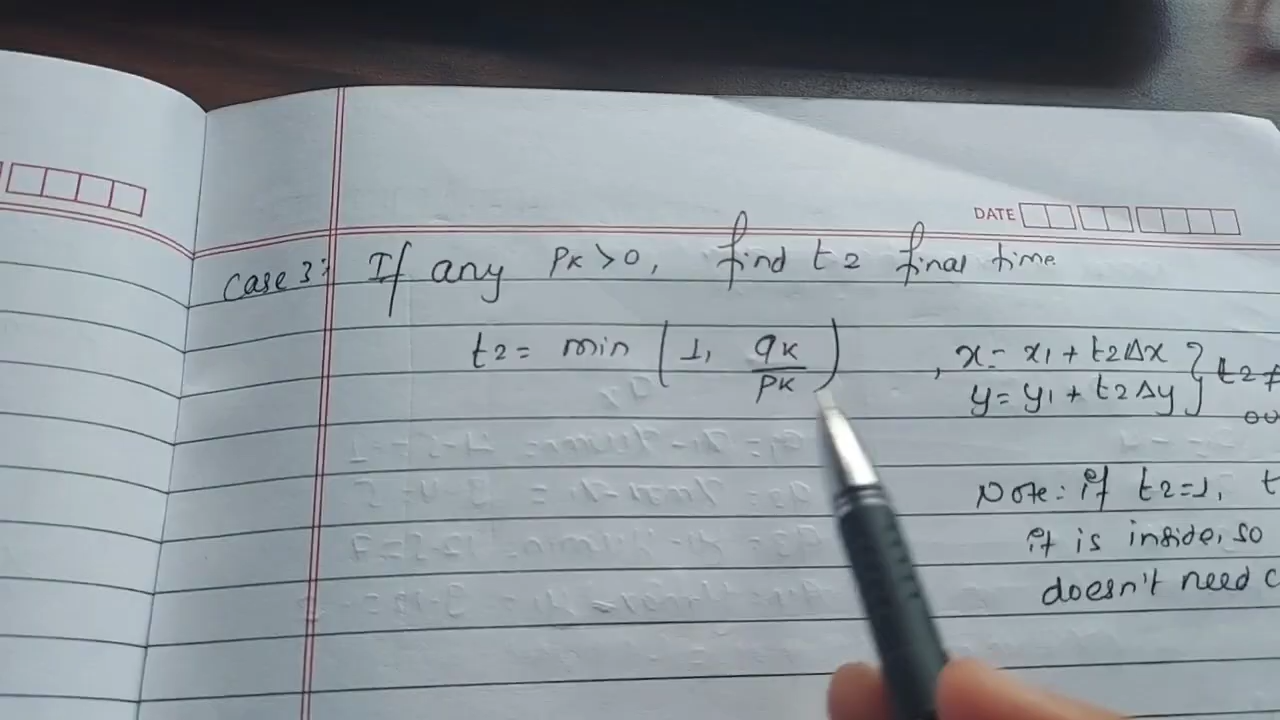 DATE
Case 3: If any PK>0, find t2 final time
t2= min (1, qK/PK) , x= x1 + t2Δx } t2≠
y= y1 + t2Δy
Note: if t2=1,
it is inside, so
doesn't need